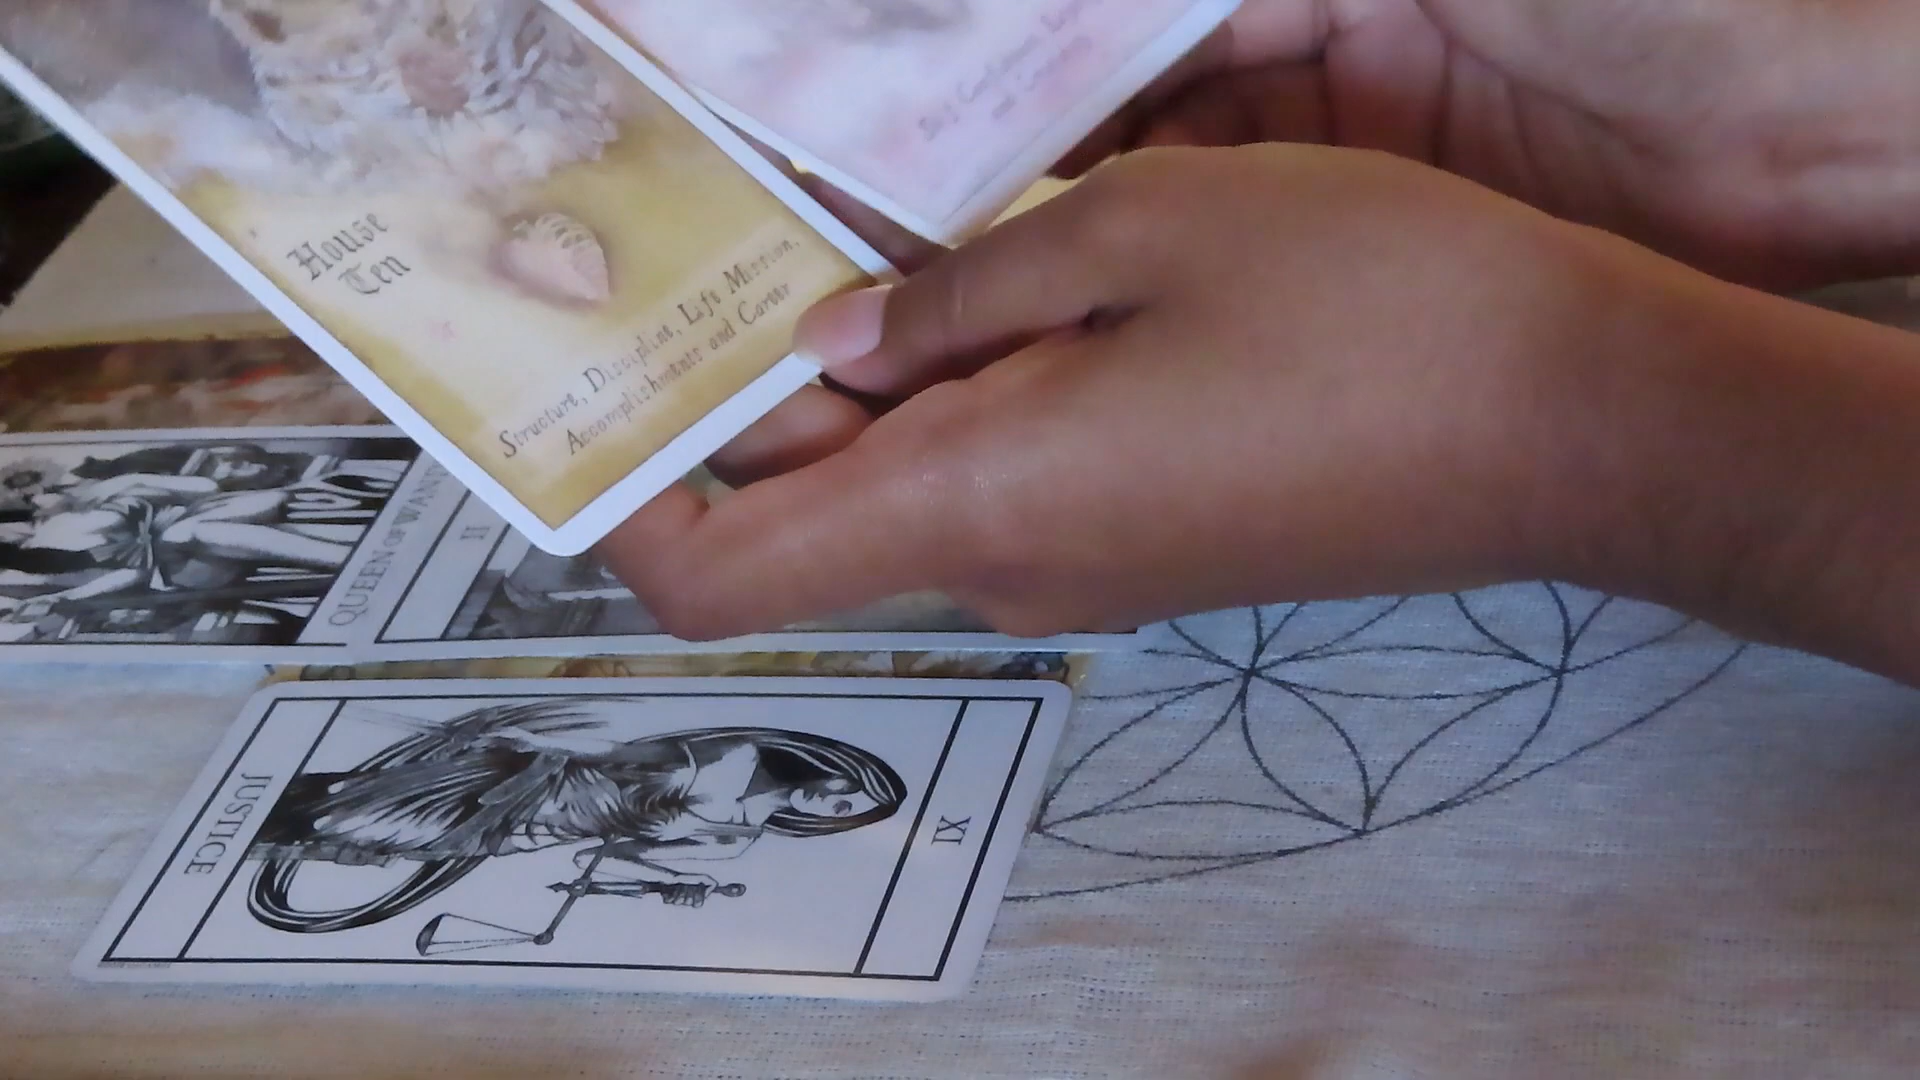 House
Ten
Structure, Discipline, Life Mission,
Accomplishments and Career
QUEEN OF WANDS
II
JUSTICE
XI